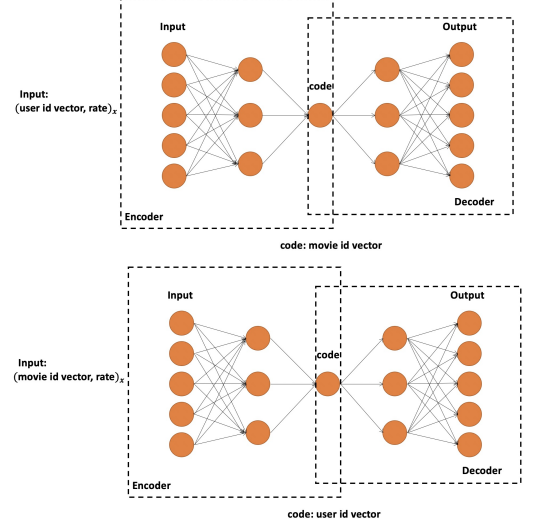 Input
Output
code
Input:
(user id vector, rate)ₓ
Encoder
Decoder
code: movie id vector
Input
Output
code
Input:
(movie id vector, rate)ₓ
Encoder
Decoder
code: user id vector